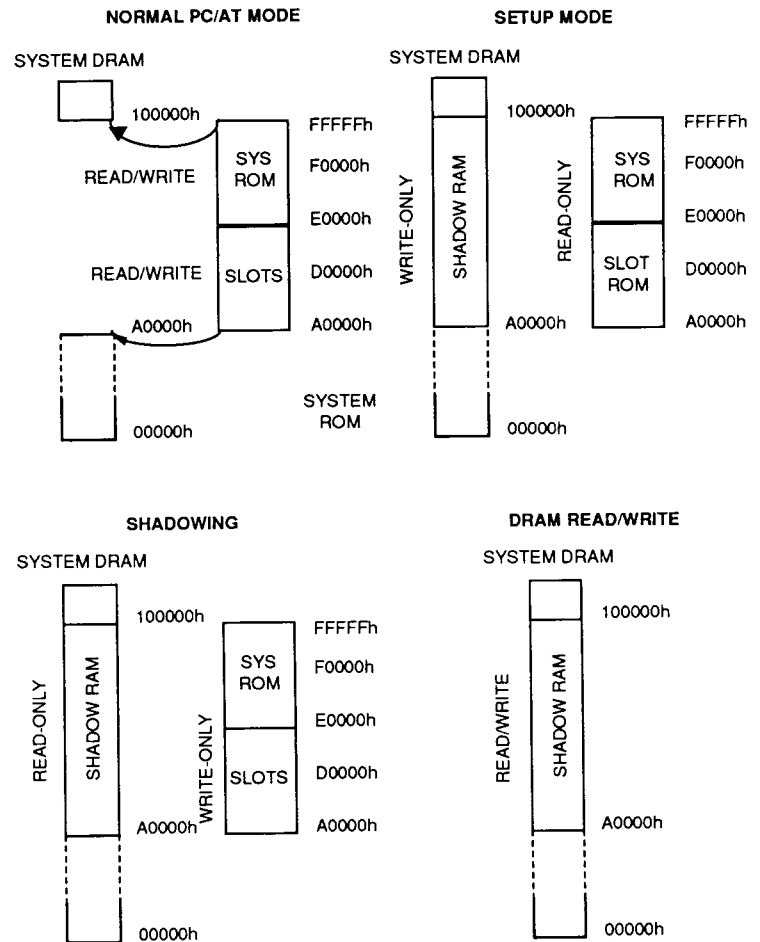 NORMAL PC/AT MODE
SYSTEM DRAM
100000h
READ/WRITE
READ/WRITE
A0000h
00000h
SYS
ROM
SLOTS
FFFFFh
F0000h
E0000h
D0000h
A0000h
SYSTEM
ROM
SETUP MODE
SYSTEM DRAM
WRITE-ONLY
SHADOW RAM
100000h
A0000h
00000h
READ-ONLY
SYS
ROM
SLOT
ROM
FFFFFh
F0000h
E0000h
D0000h
A0000h
SHADOWING
SYSTEM DRAM
READ-ONLY
SHADOW RAM
100000h
A0000h
00000h
WRITE-ONLY
SYS
ROM
SLOTS
FFFFFh
F0000h
E0000h
D0000h
A0000h
DRAM READ/WRITE
SYSTEM DRAM
READ/WRITE
SHADOW RAM
100000h
A0000h
00000h